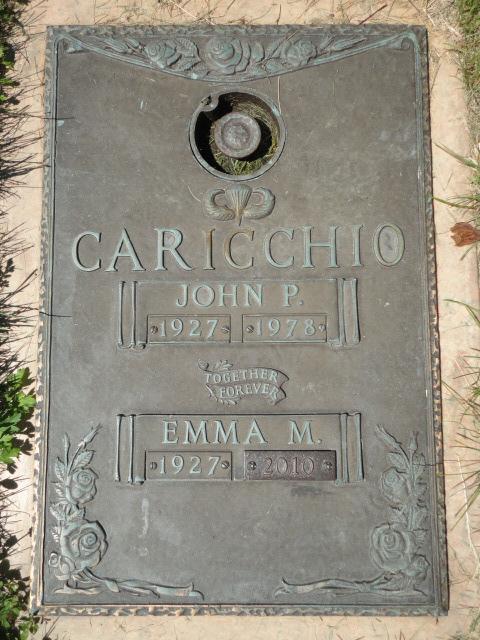 CARICCHIO
JOHN P.
1927 1978
TOGETHER
FOREVER
EMMA M.
1927 2010